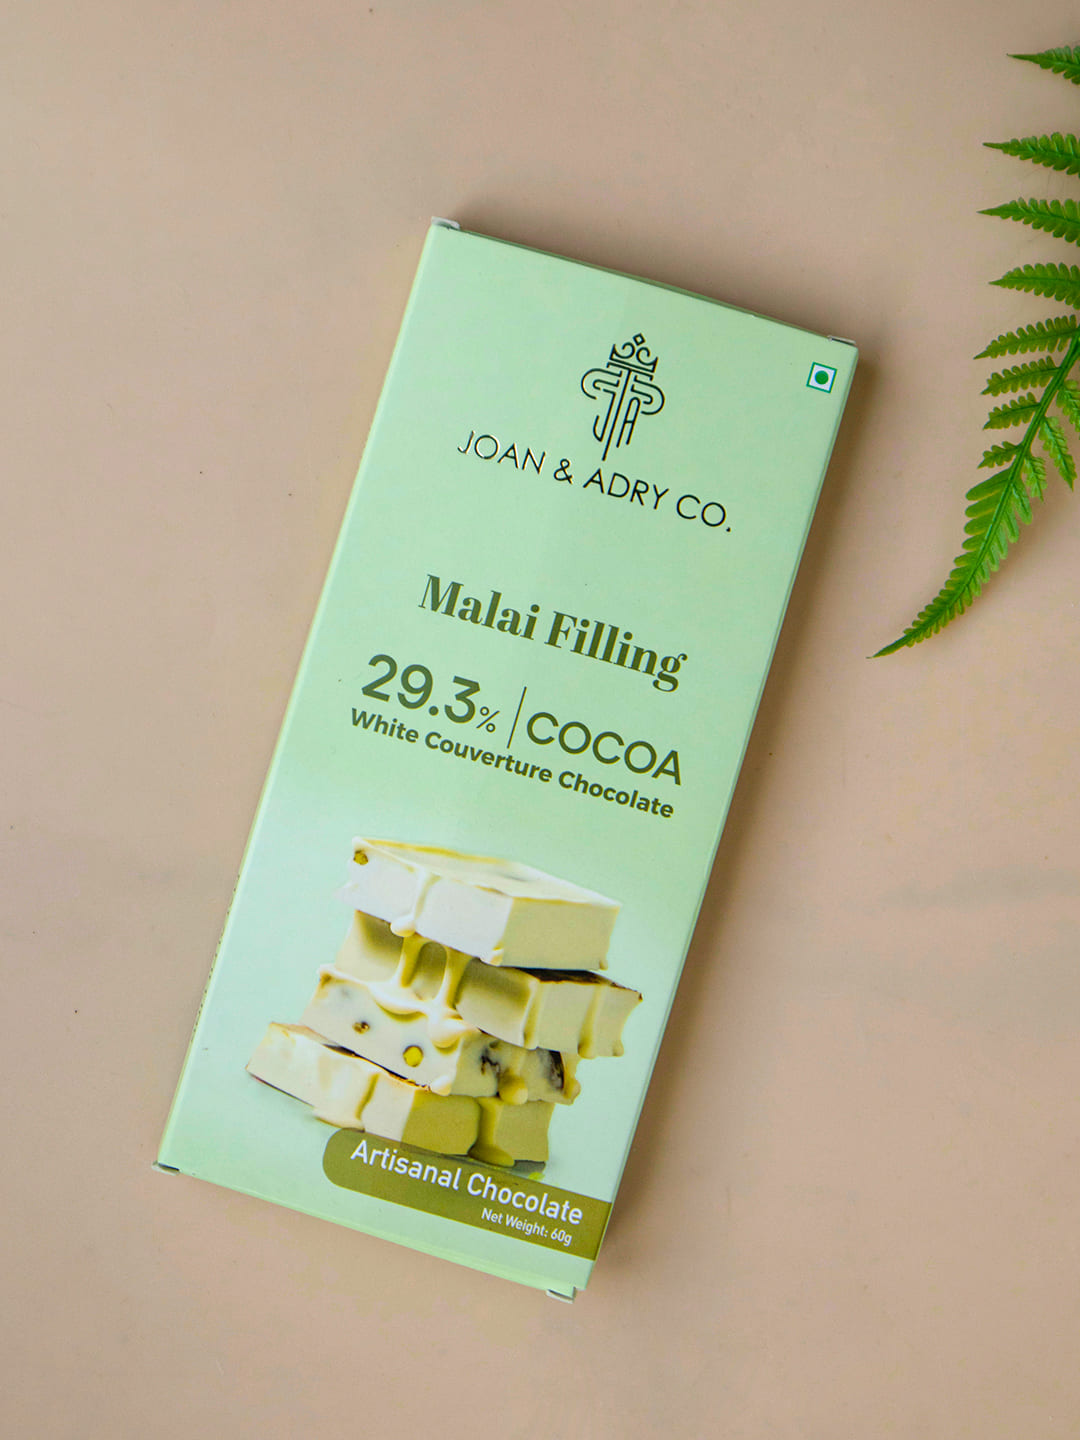 JOAN & ADRY CO.
Malai Filling
29.3% | COCOA
White Couverture Chocolate
Artisanal Chocolate
Net Weight: 60g